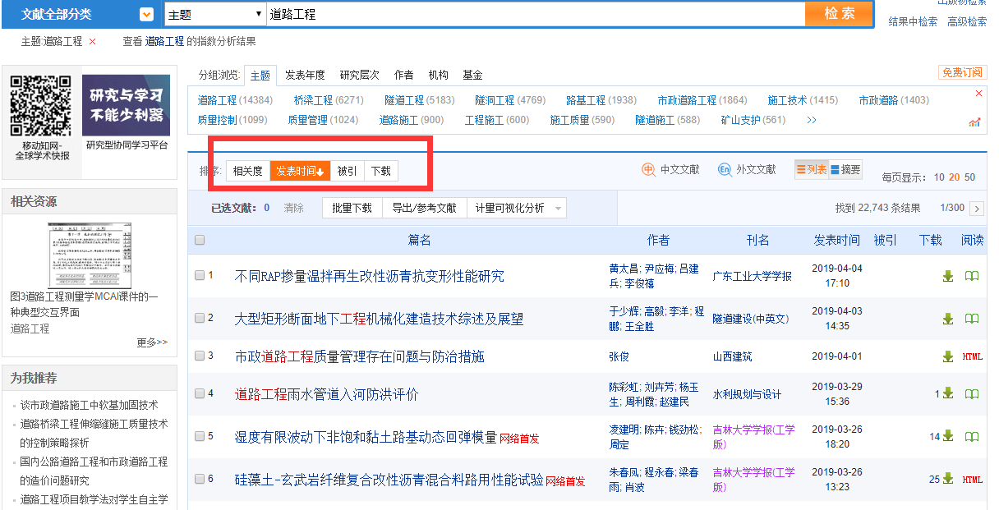 文献全部分类
主题
道路工程
检 索
出版物检索
结果中检索 高级检索
主题:道路工程 ×
查看 道路工程 的指数分析结果
移动知网-
全球学术快报
研究与学习
不能少利器
研究型协同学习平台
相关资源
图3道路工程测量学MCAI课件的一
种典型交互界面
道路工程
更多>>
为我推荐
谈市政道路施工中软基加固技术
道路桥梁工程伸缩缝施工质量技术
的控制策略探析
国内公路道路工程和市政道路工程
的造价问题研究
道路工程项目教学法对学生自主学
分组浏览: 主题 发表年度 研究层次 作者 机构 基金
免费订阅
道路工程(14384) 桥梁工程(6271) 隧道工程(5183) 隧洞工程(4769) 路基工程(1938) 市政道路工程(1864) 施工技术(1415) 市政道路(1403)
质量控制(1099) 质量管理(1024) 道路施工(900) 工程施工(600) 施工质量(590) 隧道施工(588) 矿山支护(561) >>
排序: 相关度 发表时间↓ 被引 下载
中 中文文献 En 外文文献 列表 摘要 每页显示: 10 20 50
已选文献: 0 清除 批量下载 导出/参考文献 计量可视化分析
找到 22,743 条结果 1/300 >
篇名 作者 刊名 发表时间 被引 下载 阅读
1 不同RAP掺量温拌再生改性沥青抗变形性能研究 黄太昌; 尹应梅; 吕建兵; 李俊禧 广东工业大学学报 2019-04-04 17:10
2 大型矩形断面地下工程机械化建造技术综述及展望 于少辉; 高毅; 李洋; 程鹏; 王全胜 隧道建设(中英文) 2019-04-03 14:35
3 市政道路工程质量管理存在问题与防治措施 张俊 山西建筑 2019-04-01 HTML
4 道路工程雨水管道入河防洪评价 陈彩虹; 刘卉芳; 杨玉生; 周利霞; 赵建民 水利规划与设计 2019-03-29 15:36 1
5 湿度有限波动下非饱和黏土路基动态回弹模量 网络首发 凌建明; 陈卉; 钱劲松; 周定 吉林大学学报(工学版) 2019-03-26 18:20 14
6 硅藻土-玄武岩纤维复合改性沥青混合料路用性能试验 网络首发 朱春凤; 程永春; 梁春雨; 肖波 吉林大学学报(工学版) 2019-03-26 13:23 25 HTML